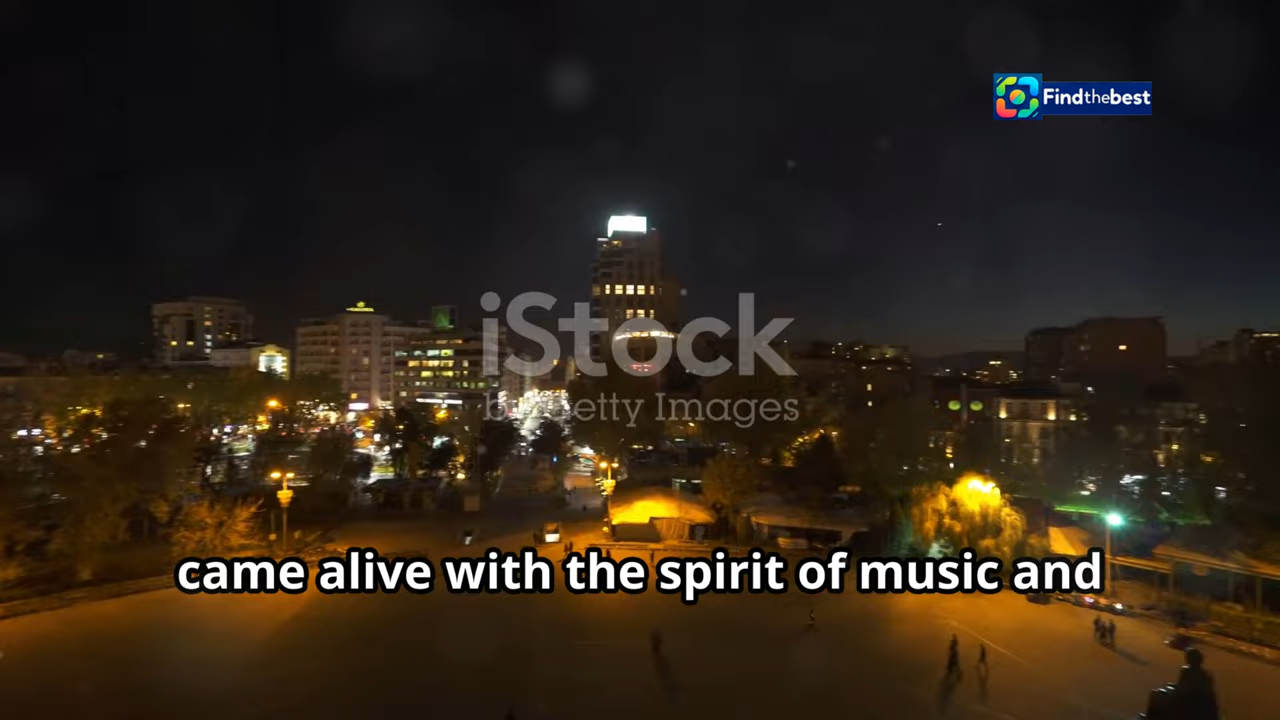 Findthebest
iStock
by Getty Images
came alive with the spirit of music and